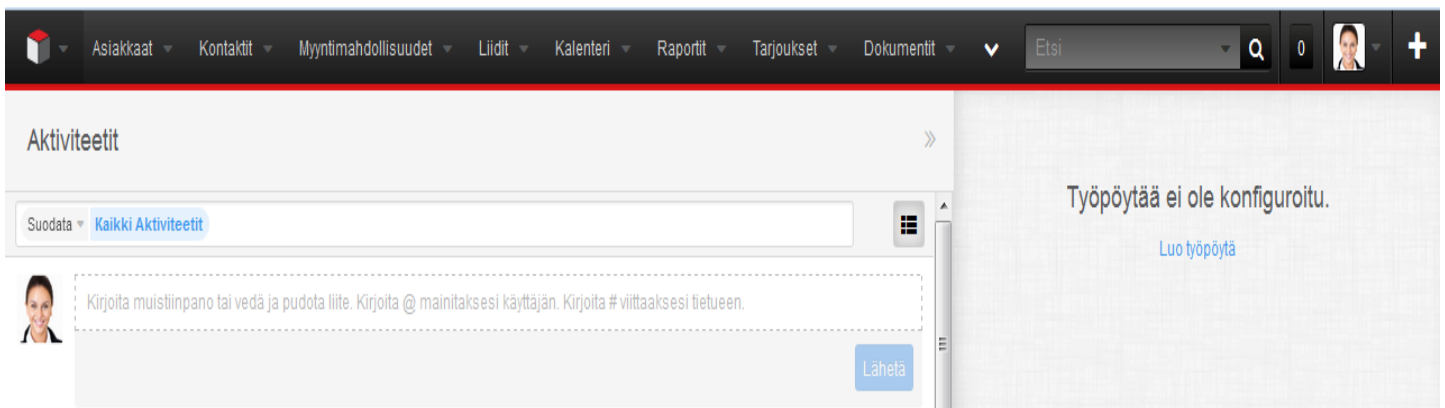 Asiakkaat Kontaktit Myyntimahdollisuudet Liidit Kalenteri Raportit Tarjoukset Dokumentit Etsi 0
Aktiviteetit
Suodata Kaikki Aktiviteetit
Kirjoita muistiinpano tai vedä ja pudota liite. Kirjoita @ mainitaksesi käyttäjän. Kirjoita # viittaaksesi tietueen.
Lähetä
Työpöytää ei ole konfiguroitu.
Luo työpöytä